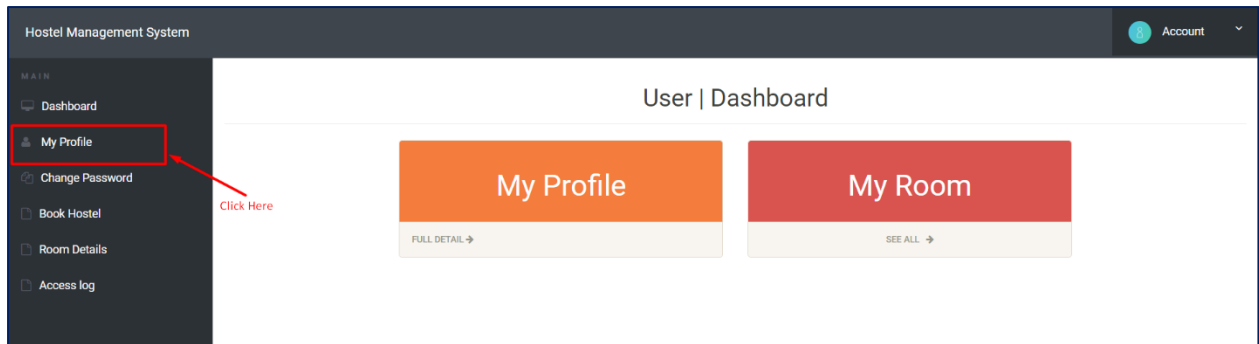 Hostel Management System
Account
MAIN
Dashboard
My Profile
Change Password
Book Hostel
Room Details
Access log
Click Here
User | Dashboard
My Profile
FULL DETAIL
My Room
SEE ALL